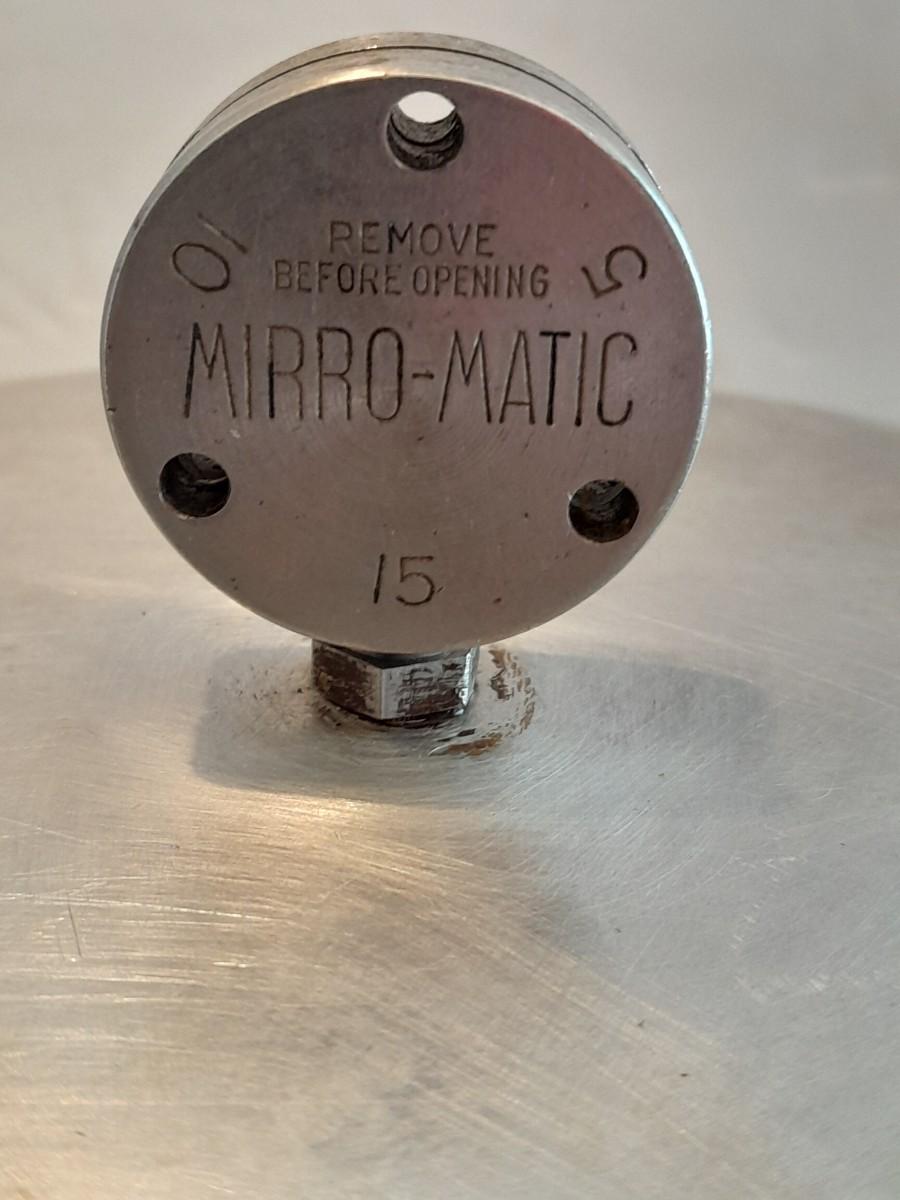 REMOVE
BEFORE OPENING
10
5
MIRRO-MATIC
15